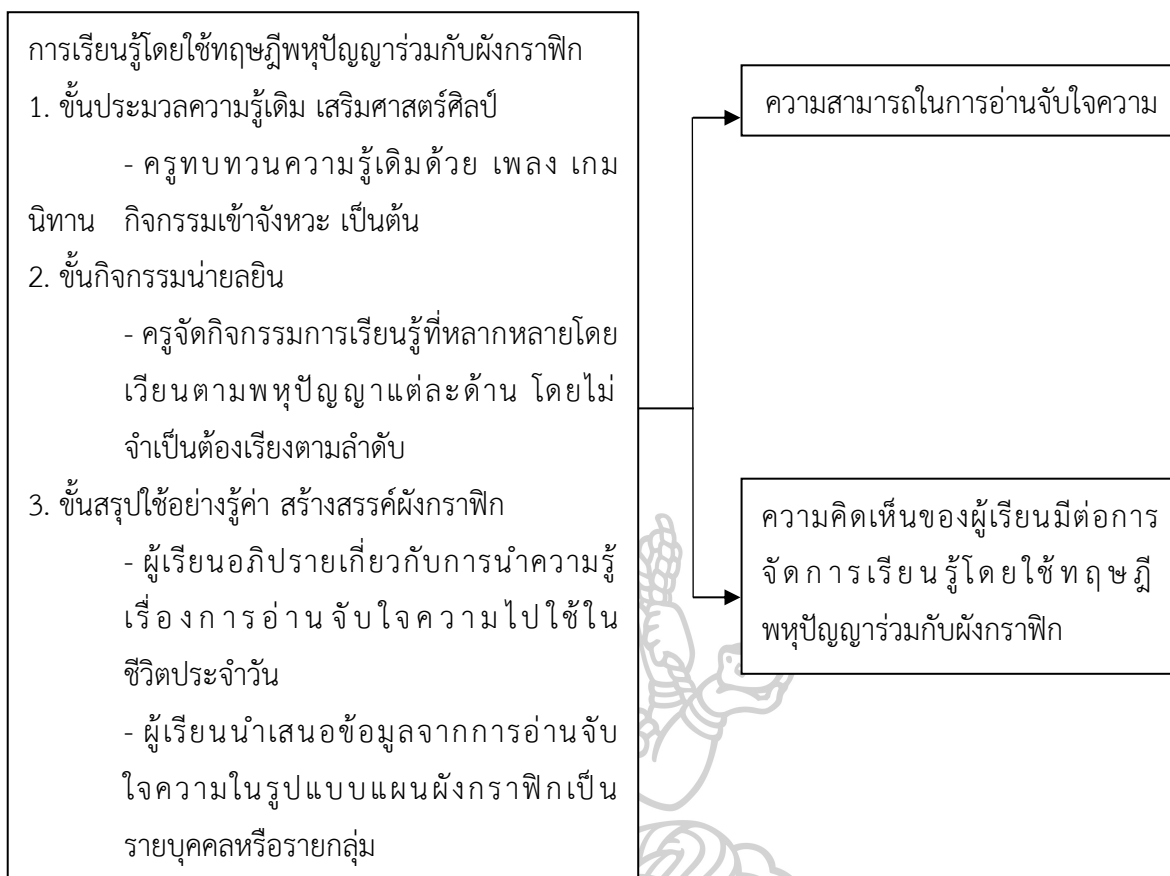 การเรียนรู้โดยใช้ทฤษฎีพหุปัญญาร่วมกับผังกราฟิก
1. ขั้นประมวลความรู้เดิม เสริมศาสตร์ศิลป์
- ครูทบทวนความรู้เดิมด้วย เพลง เกม
นิทาน กิจกรรมเข้าจังหวะ เป็นต้น
2. ขั้นกิจกรรมน่ายลยิน
- ครูจัดกิจกรรมการเรียนรู้ที่หลากหลายโดย
เวียนตามพหุปัญญาแต่ละด้าน โดยไม่
จำเป็นต้องเรียงตามลำดับ
3. ขั้นสรุปใช้อย่างรู้ค่า สร้างสรรค์ผังกราฟิก
- ผู้เรียนอภิปรายเกี่ยวกับการนำความรู้
เรื่องการอ่านจับใจความไปใช้ใน
ชีวิตประจำวัน
- ผู้เรียนนำเสนอข้อมูลจากการอ่านจับ
ใจความในรูปแบบแผนผังกราฟิกเป็น
รายบุคคลหรือรายกลุ่ม
ความสามารถในการอ่านจับใจความ
ความคิดเห็นของผู้เรียนมีต่อการ
จัดการเรียนรู้โดยใช้ทฤษฎี
พหุปัญญาร่วมกับผังกราฟิก